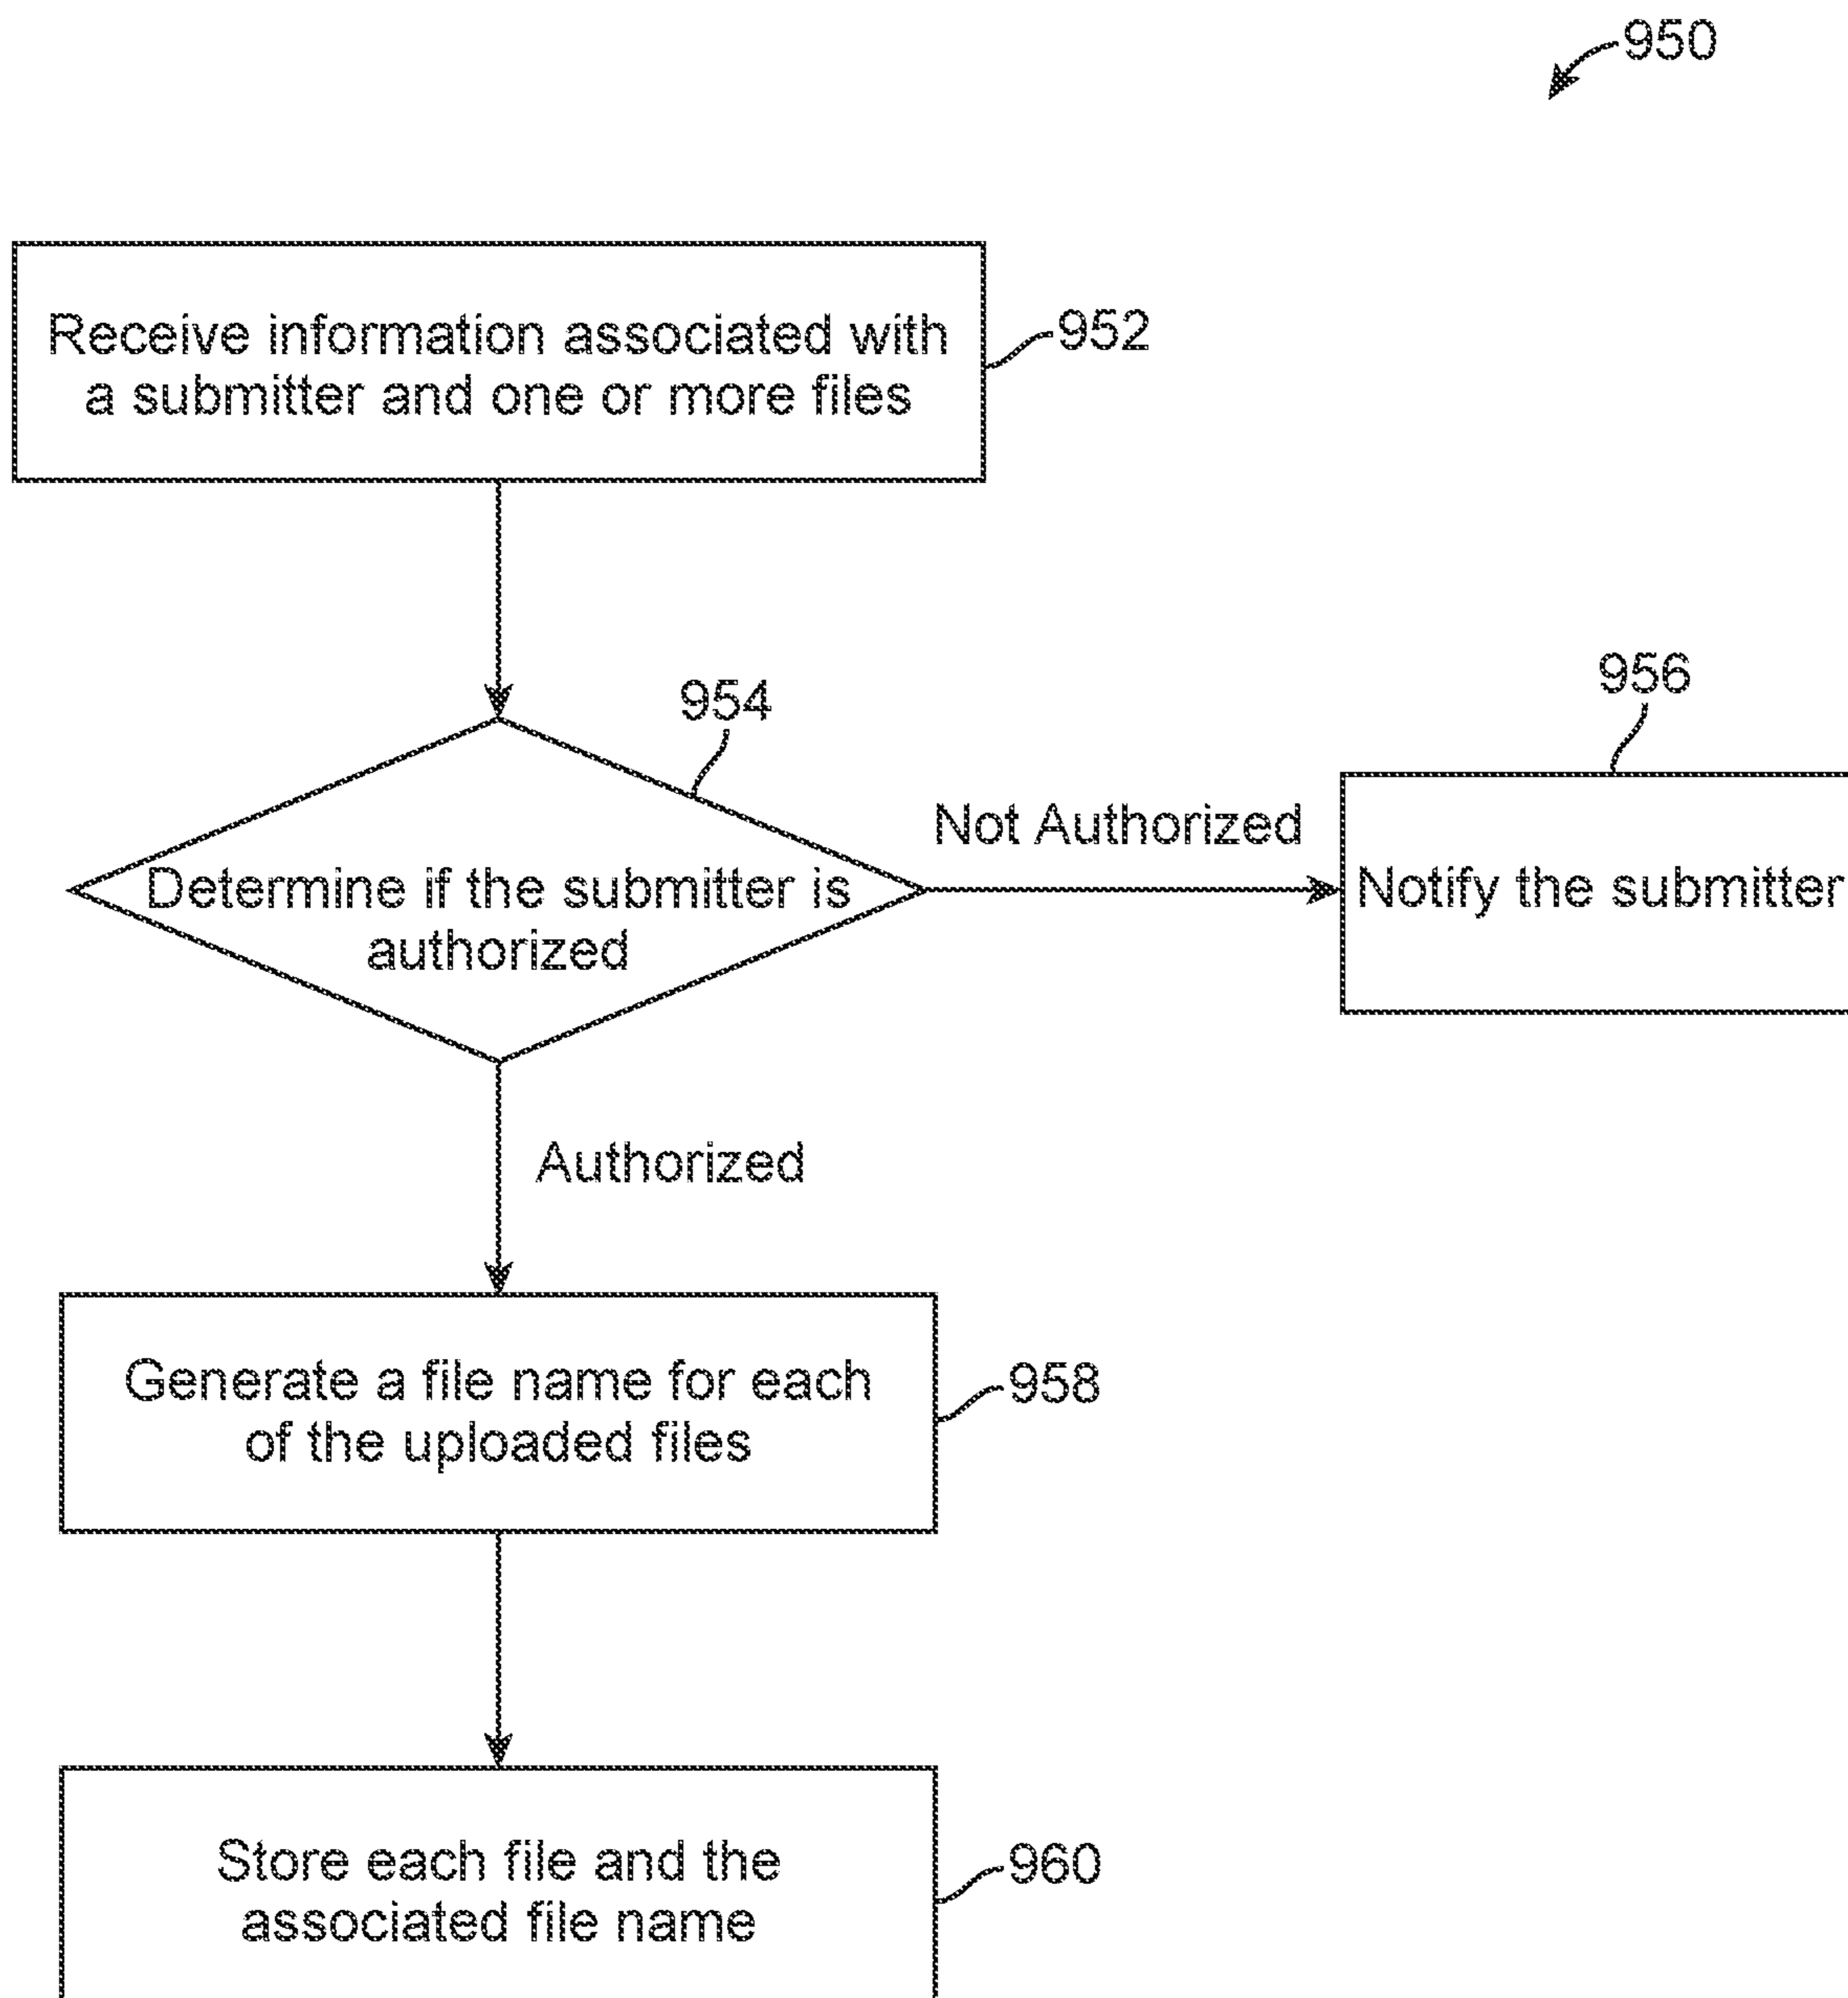 950
Receive information associated with
a submitter and one or more files
952
954
Determine if the submitter is
authorized
Not Authorized
956
Notify the submitter
Authorized
Generate a file name for each
of the uploaded files
958
Store each file and the
associated file name
960